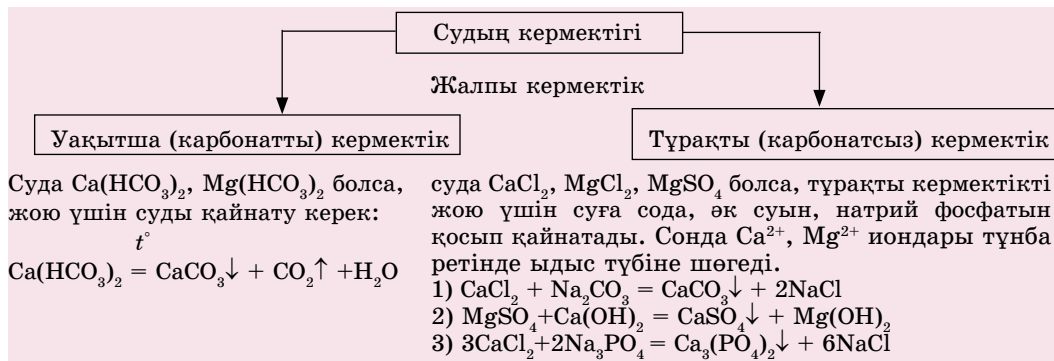 Судың кермектігі
Жалпы кермектік
Уақытша (карбонатты) кермектік
Тұрақты (карбонатсыз) кермектік
Суда Ca(HCO₃)₂, Mg(HCO₃)₂ болса,
жою үшін суды қайнату керек:
t°
Ca(HCO₃)₂ = CaCO₃↓ + CO₂↑ +H₂O
суда CaCl₂, MgCl₂, MgSO₄ болса, тұрақты кермектікті
жою үшін суға сода, әк суын, натрий фосфатын
қосып қайнатады. Сонда Ca²⁺, Mg²⁺ иондары тұнба
ретінде ыдыс түбіне шөгеді.
1) CaCl₂ + Na₂CO₃ = CaCO₃↓ + 2NaCl
2) MgSO₄+Ca(OH)₂ = CaSO₄↓ + Mg(OH)₂
3) 3CaCl₂+2Na₃PO₄ = Ca₃(PO₄)₂↓ + 6NaCl